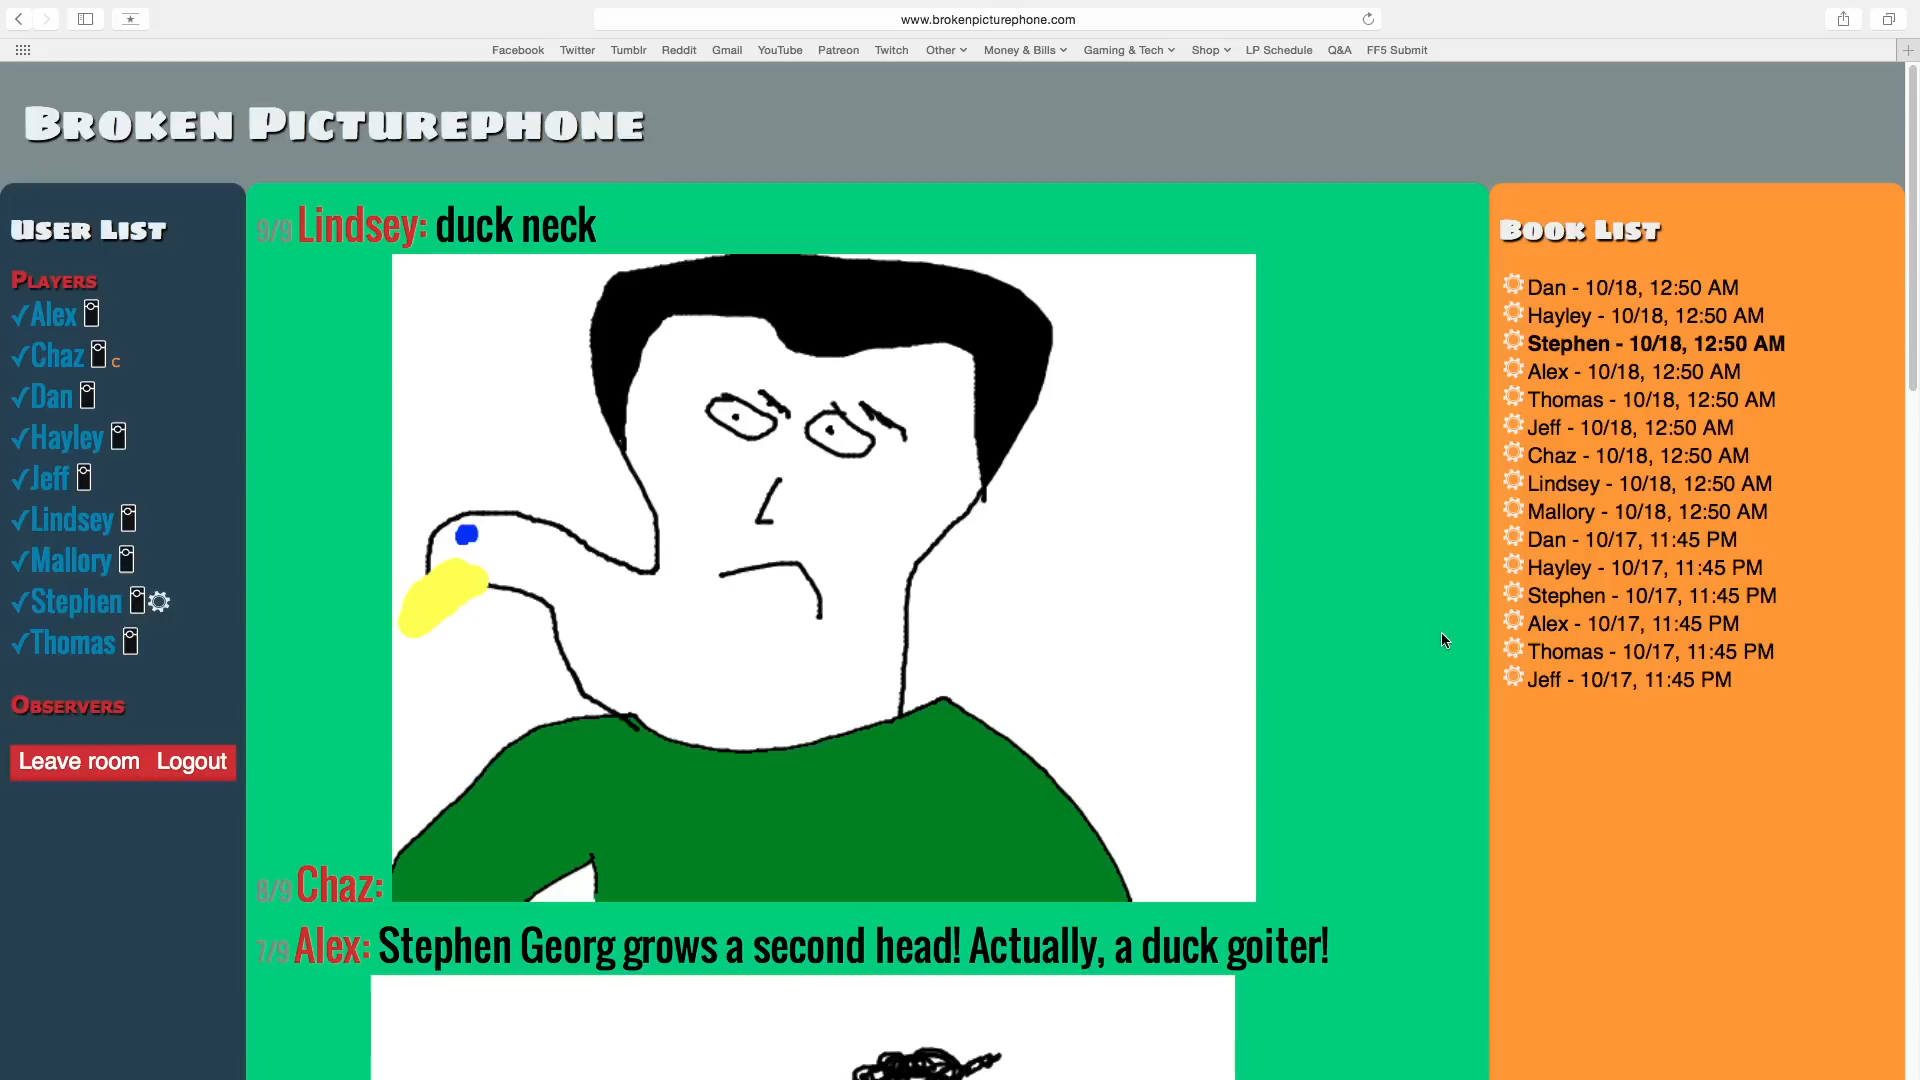 www.brokenpicturephone.com
Facebook Twitter Tumblr Reddit Gmail YouTube Patreon Twitch Other Money & Bills Gaming & Tech Shop LP Schedule Q&A FF5 Submit
Broken Picturephone
User List
Players
✓Alex
✓Chaz c
✓Dan
✓Hayley
✓Jeff
✓Lindsey
✓Mallory
✓Stephen
✓Thomas
Observers
Leave room Logout
9/9 Lindsey: duck neck
8/9 Chaz:
7/9 Alex: Stephen Georg grows a second head! Actually, a duck goiter!
Book List
Dan - 10/18, 12:50 AM
Hayley - 10/18, 12:50 AM
Stephen - 10/18, 12:50 AM
Alex - 10/18, 12:50 AM
Thomas - 10/18, 12:50 AM
Jeff - 10/18, 12:50 AM
Chaz - 10/18, 12:50 AM
Lindsey - 10/18, 12:50 AM
Mallory - 10/18, 12:50 AM
Dan - 10/17, 11:45 PM
Hayley - 10/17, 11:45 PM
Stephen - 10/17, 11:45 PM
Alex - 10/17, 11:45 PM
Thomas - 10/17, 11:45 PM
Jeff - 10/17, 11:45 PM